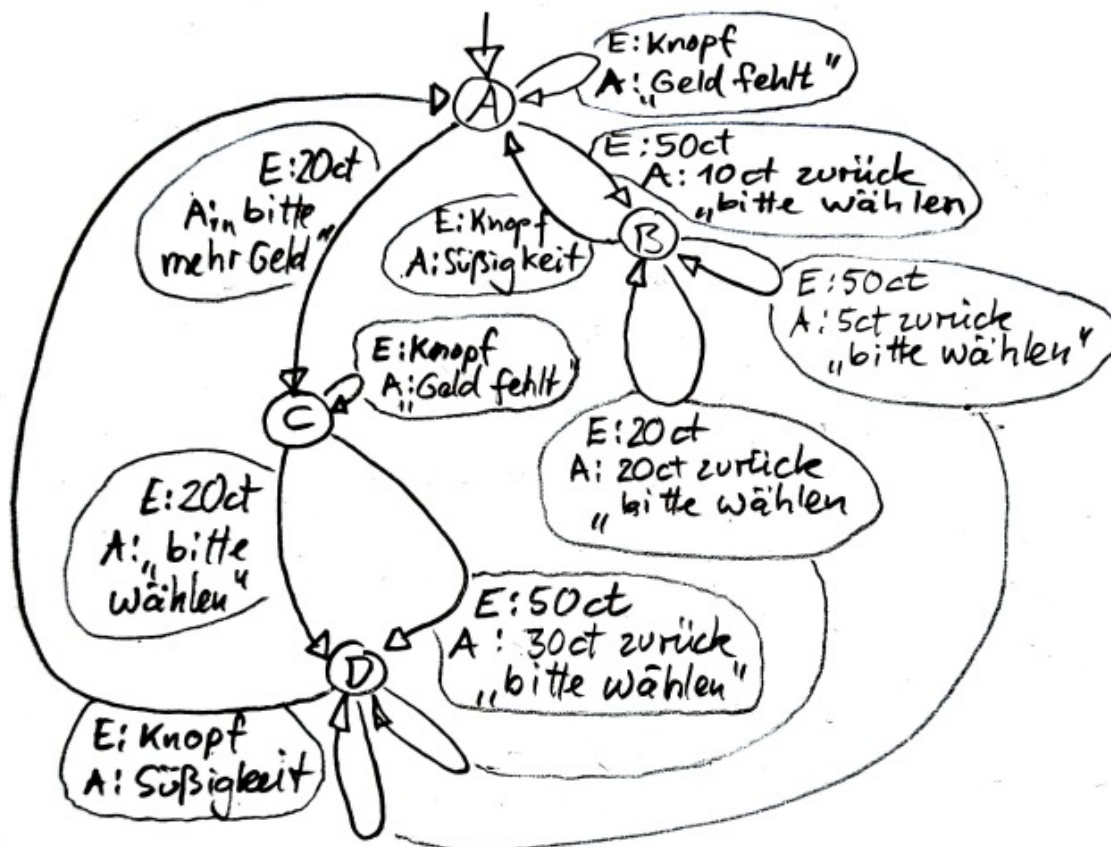 E: Knopf
A: „Geld fehlt"
A
E: 50ct
A: 10ct zurück
„bitte wählen
E: 20ct
A: „bitte
mehr Geld"
E: Knopf
A: Süßigkeit
B
E: 50ct
A: 5ct zurück
„bitte wählen"
E: Knopf
A: „Geld fehlt"
C
E: 20ct
A: 20ct zurück
„bitte wählen
E: 20ct
A: „bitte
wählen"
E: 50ct
A: 30ct zurück
„bitte wählen"
D
E: Knopf
A: Süßigkeit